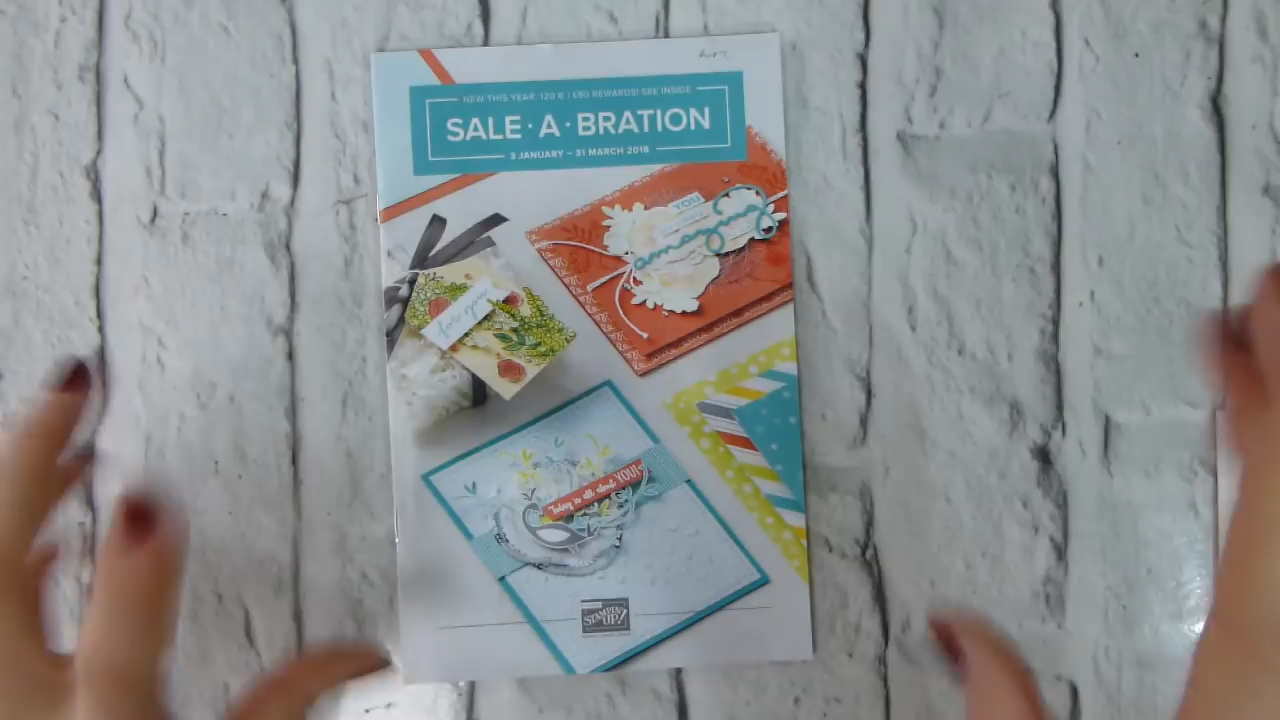 NEW THIS YEAR: 120 € | £90 REWARDS! SEE INSIDE
SALE · A · BRATION
3 JANUARY – 31 MARCH 2018
YOU
amazing
for you
Today is all about YOU!
STAMPIN' UP!